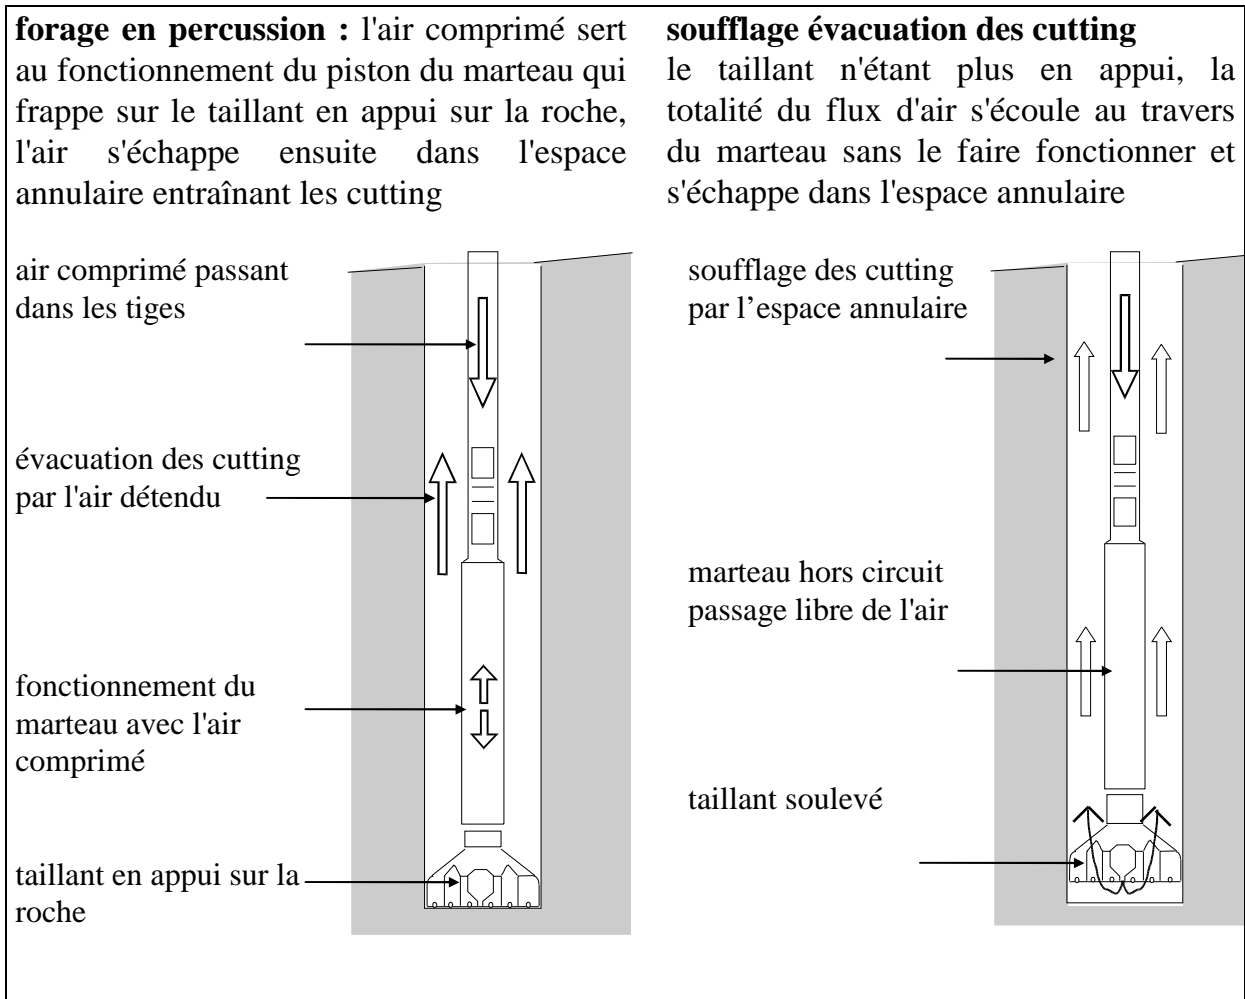 forage en percussion : l'air comprimé sert
au fonctionnement du piston du marteau qui
frappe sur le taillant en appui sur la roche,
l'air s'échappe ensuite dans l'espace
annulaire entraînant les cutting
air comprimé passant
dans les tiges
évacuation des cutting
par l'air détendu
fonctionnement du
marteau avec l'air
comprimé
taillant en appui sur la
roche
soufflage évacuation des cutting
le taillant n'étant plus en appui, la
totalité du flux d'air s'écoule au travers
du marteau sans le faire fonctionner et
s'échappe dans l'espace annulaire
soufflage des cutting
par l’espace annulaire
marteau hors circuit
passage libre de l'air
taillant soulevé